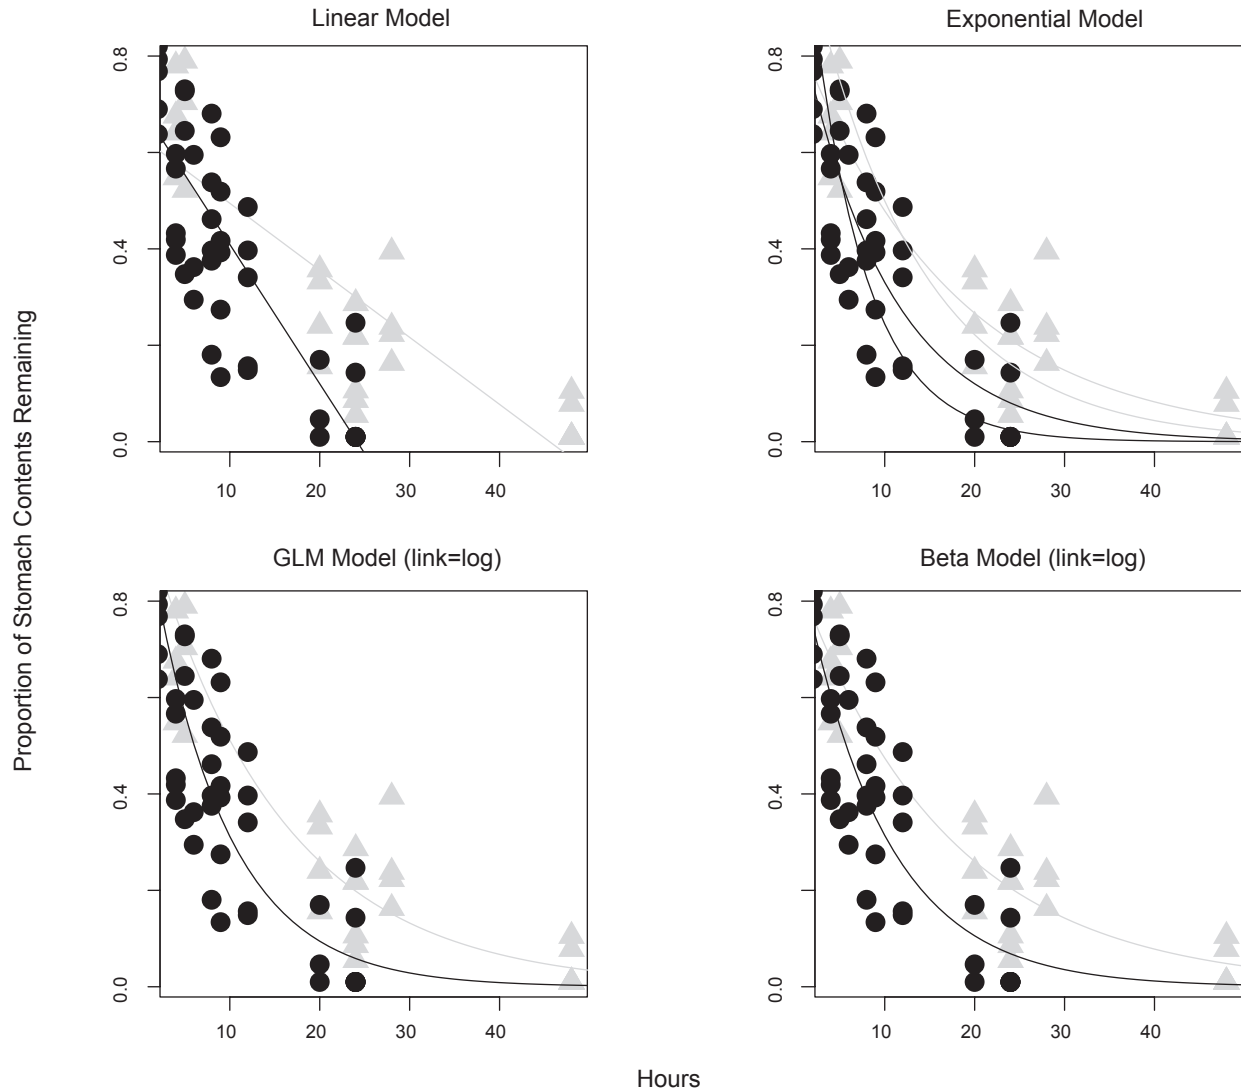 Linear Model
Exponential Model
0.8
0.4
0.0
10 20 30 40
0.8
0.4
0.0
10 20 30 40
GLM Model (link=log)
Beta Model (link=log)
0.8
0.4
0.0
10 20 30 40
0.8
0.4
0.0
10 20 30 40
Proportion of Stomach Contents Remaining
Hours